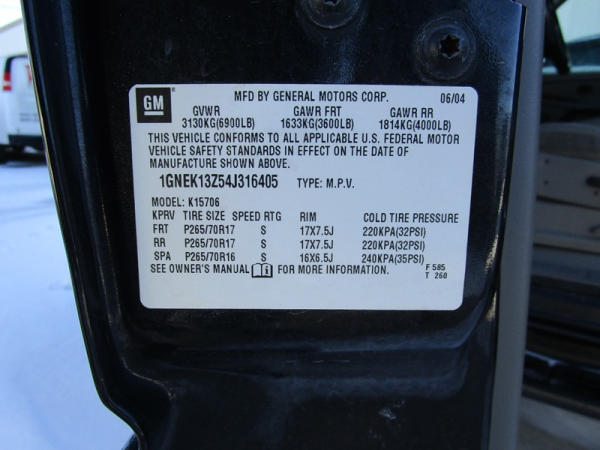 GM
MFD BY GENERAL MOTORS CORP. 06/04
GVWR GAWR FRT GAWR RR
3130KG(6900LB) 1633KG(3600LB) 1814KG(4000LB)
THIS VEHICLE CONFORMS TO ALL APPLICABLE U.S. FEDERAL MOTOR
VEHICLE SAFETY STANDARDS IN EFFECT ON THE DATE OF
MANUFACTURE SHOWN ABOVE.
1GNEK13Z54J316405 TYPE: M.P.V.
MODEL: K15706
KPRV TIRE SIZE SPEED RTG RIM COLD TIRE PRESSURE
FRT P265/70R17 S 17X7.5J 220KPA(32PSI)
RR P265/70R17 S 17X7.5J 220KPA(32PSI)
SPA P265/70R16 S 16X6.5J 240KPA(35PSI)
SEE OWNER'S MANUAL FOR MORE INFORMATION. F 585
T 260